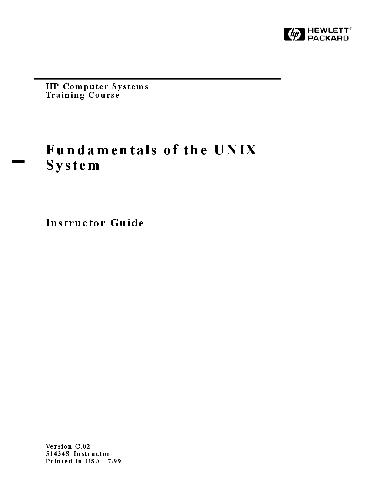 HEWLETT
PACKARD
HP Computer Systems
Training Course
Fundamentals of the UNIX
System
Instructor Guide
Version C.02
51434S Instructor
Printed in USA 7/99